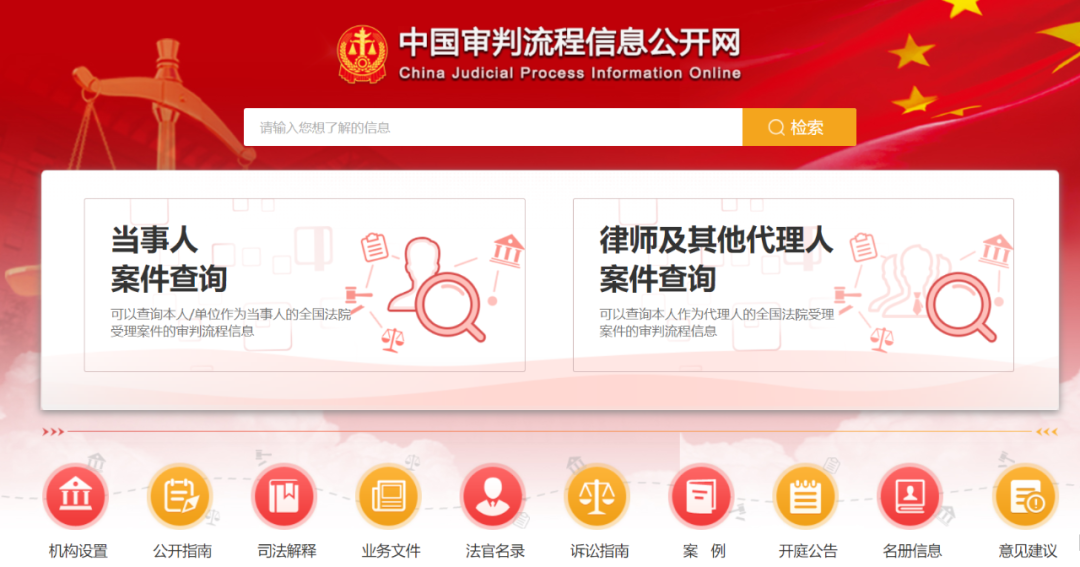 中国审判流程信息公开网
China Judicial Process Information Online
请输入您想了解的信息
检索
当事人
案件查询
可以查询本人/单位作为当事人的全国法院
受理案件的审判流程信息
律师及其他代理人
案件查询
可以查询本人作为代理人的全国法院受理
案件的审判流程信息
机构设置
公开指南
司法解释
业务文件
法官名录
诉讼指南
案 例
开庭公告
名册信息
意见建议